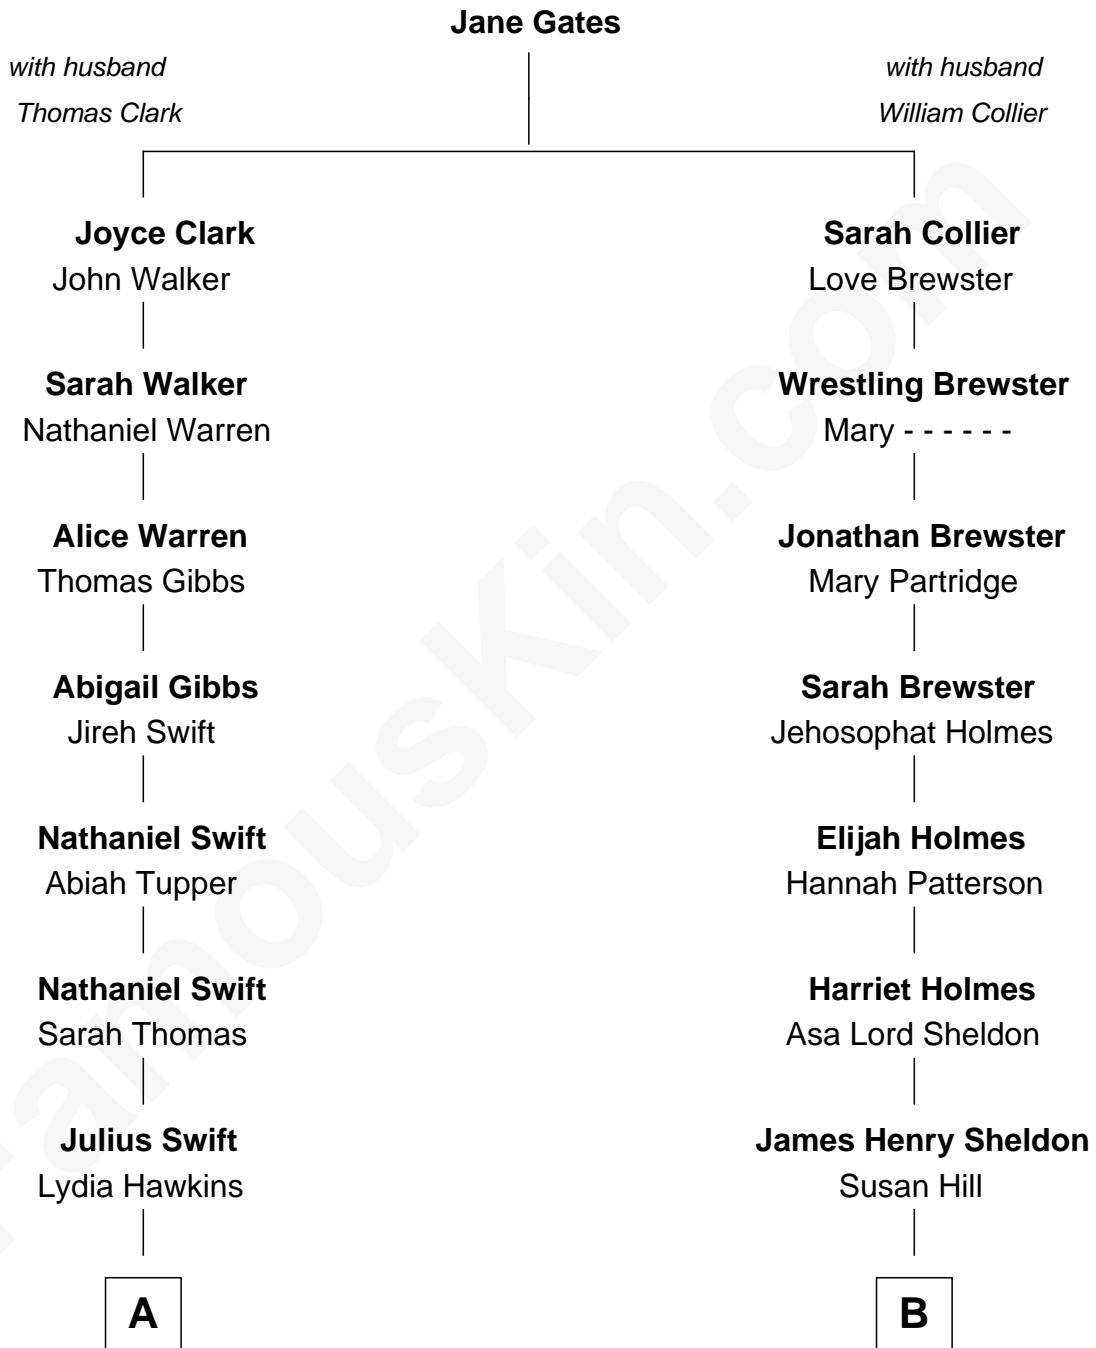 Jane Gates
with husband
Thomas Clark
with husband
William Collier
Joyce Clark
John Walker
Sarah Walker
Nathaniel Warren
Alice Warren
Thomas Gibbs
Abigail Gibbs
Jireh Swift
Nathaniel Swift
Abiah Tupper
Nathaniel Swift
Sarah Thomas
Julius Swift
Lydia Hawkins
A
Sarah Collier
Love Brewster
Wrestling Brewster
Mary - - - - - -
Jonathan Brewster
Mary Partridge
Sarah Brewster
Jehosophat Holmes
Elijah Holmes
Hannah Patterson
Harriet Holmes
Asa Lord Sheldon
James Henry Sheldon
Susan Hill
B
FamousKin.com